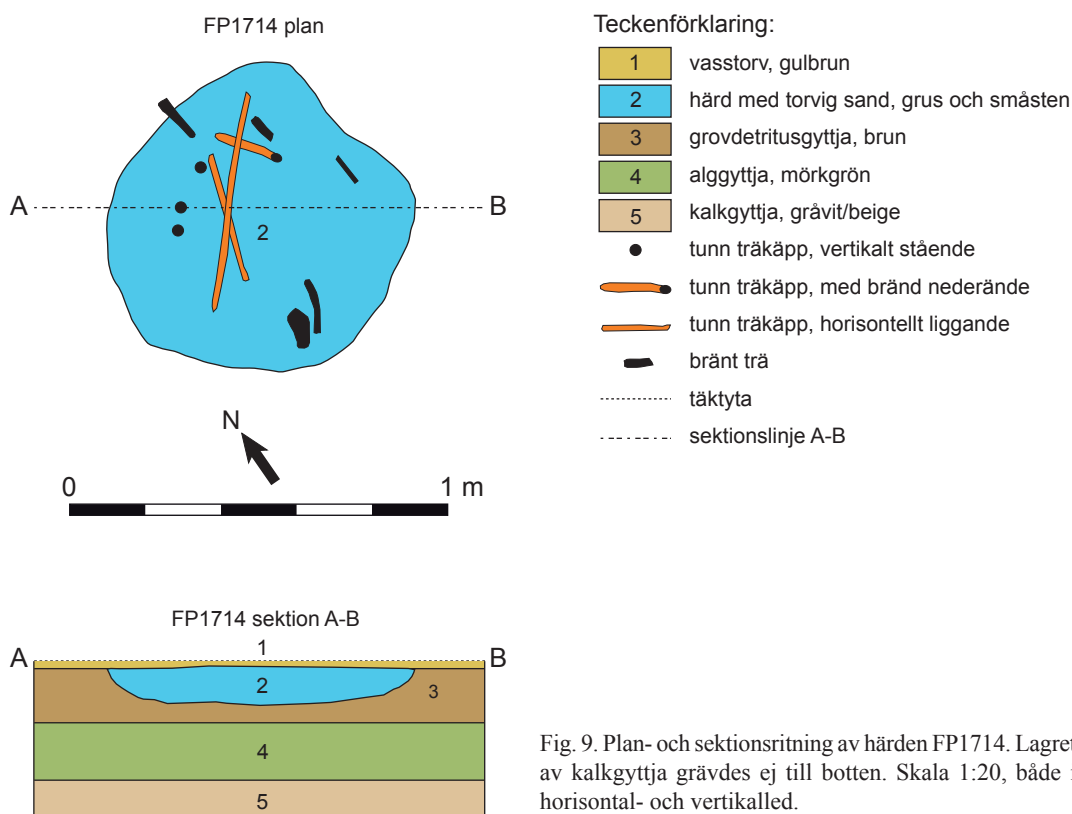 FP1714 plan
A
B
2
N
0
1 m
Teckenförklaring:
1 vasstorv, gulbrun
2 härd med torvig sand, grus och småsten
3 grovdetritusgyttja, brun
4 alggyttja, mörkgrön
5 kalkgyttja, gråvit/beige
tunn träkäpp, vertikalt stående
tunn träkäpp, med bränd nederände
tunn träkäpp, horisontellt liggande
bränt trä
täktyta
sektionslinje A-B
FP1714 sektion A-B
A
1
B
2
3
4
5
Fig. 9. Plan- och sektionsritning av härden FP1714. Lagret
av kalkgyttja grävdes ej till botten. Skala 1:20, både
horisontal- och vertikalled.